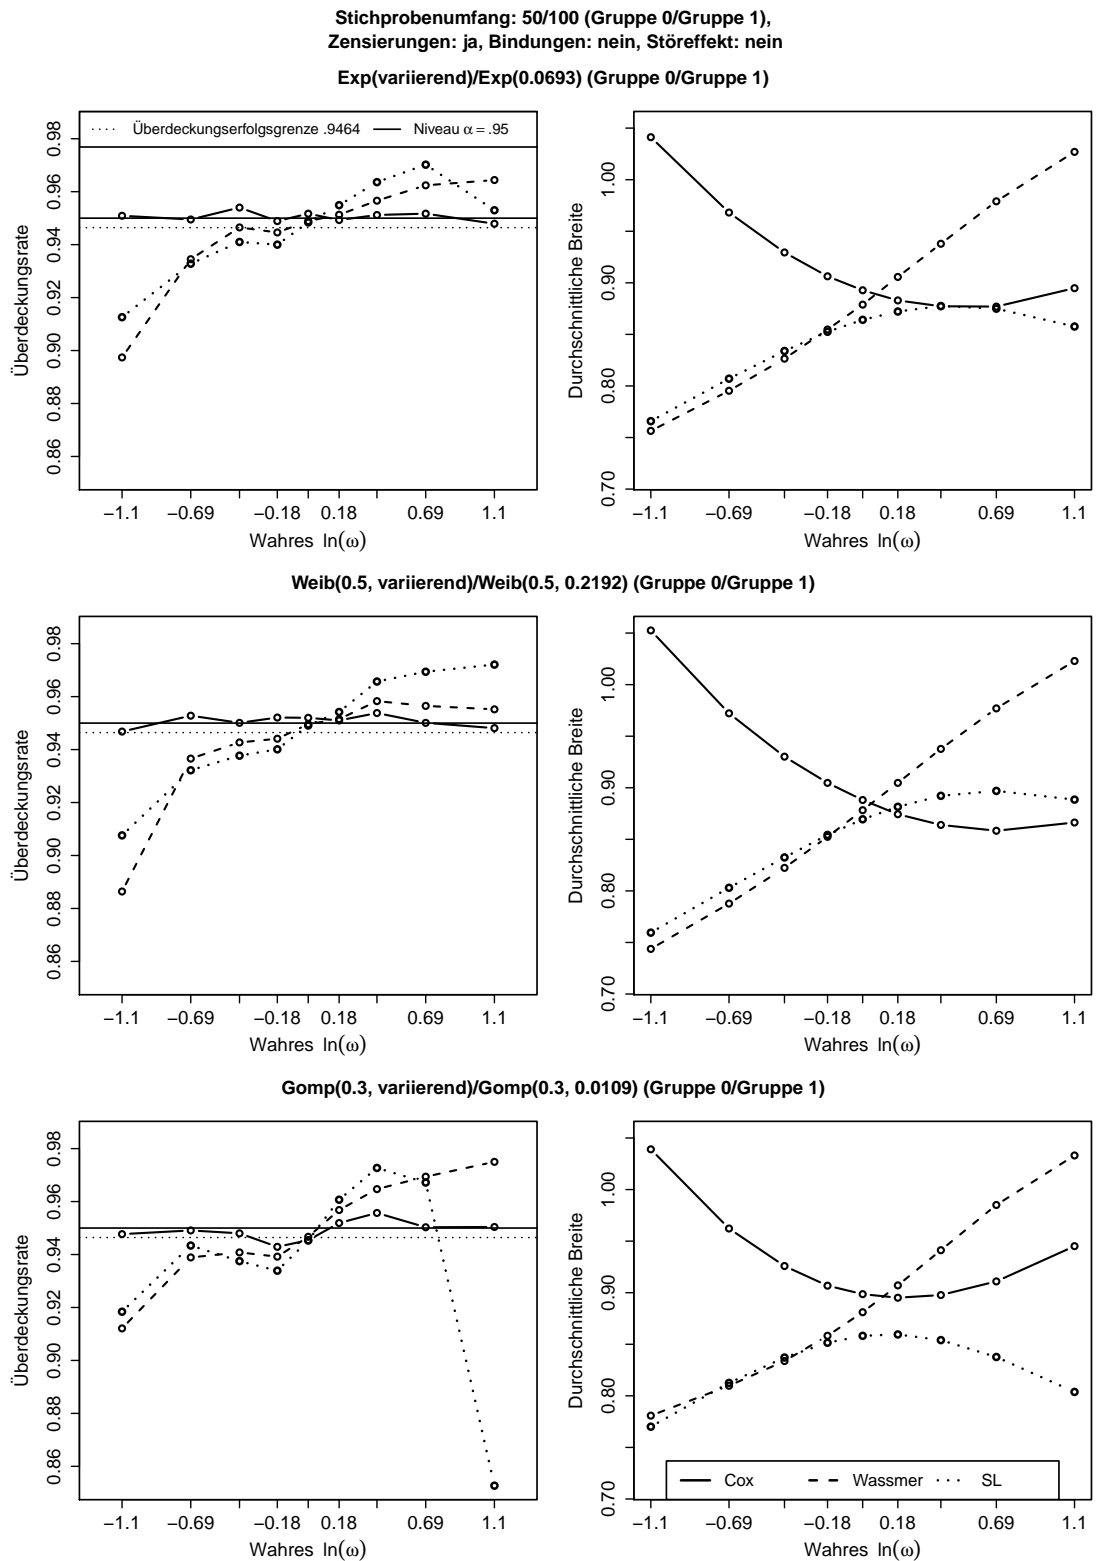 Stichprobenumfang: 50/100 (Gruppe 0/Gruppe 1),
Zensierungen: ja, Bindungen: nein, Störeffekt: nein
Exp(variierend)/Exp(0.0693) (Gruppe 0/Gruppe 1)
Überdeckungserfolgsgrenze .9464 Niveau α = .95
Überdeckungsrate
0.86 0.88 0.90 0.92 0.94 0.96 0.98
−1.1 −0.69 −0.18 0.18 0.69 1.1
Wahres ln(ω)
Durchschnittliche Breite
0.70 0.80 0.90 1.00
−1.1 −0.69 −0.18 0.18 0.69 1.1
Wahres ln(ω)
Weib(0.5, variierend)/Weib(0.5, 0.2192) (Gruppe 0/Gruppe 1)
Überdeckungsrate
0.86 0.88 0.90 0.92 0.94 0.96 0.98
−1.1 −0.69 −0.18 0.18 0.69 1.1
Wahres ln(ω)
Durchschnittliche Breite
0.70 0.80 0.90 1.00
−1.1 −0.69 −0.18 0.18 0.69 1.1
Wahres ln(ω)
Gomp(0.3, variierend)/Gomp(0.3, 0.0109) (Gruppe 0/Gruppe 1)
Überdeckungsrate
0.86 0.88 0.90 0.92 0.94 0.96 0.98
−1.1 −0.69 −0.18 0.18 0.69 1.1
Wahres ln(ω)
Durchschnittliche Breite
0.70 0.80 0.90 1.00
Cox Wassmer SL
−1.1 −0.69 −0.18 0.18 0.69 1.1
Wahres ln(ω)